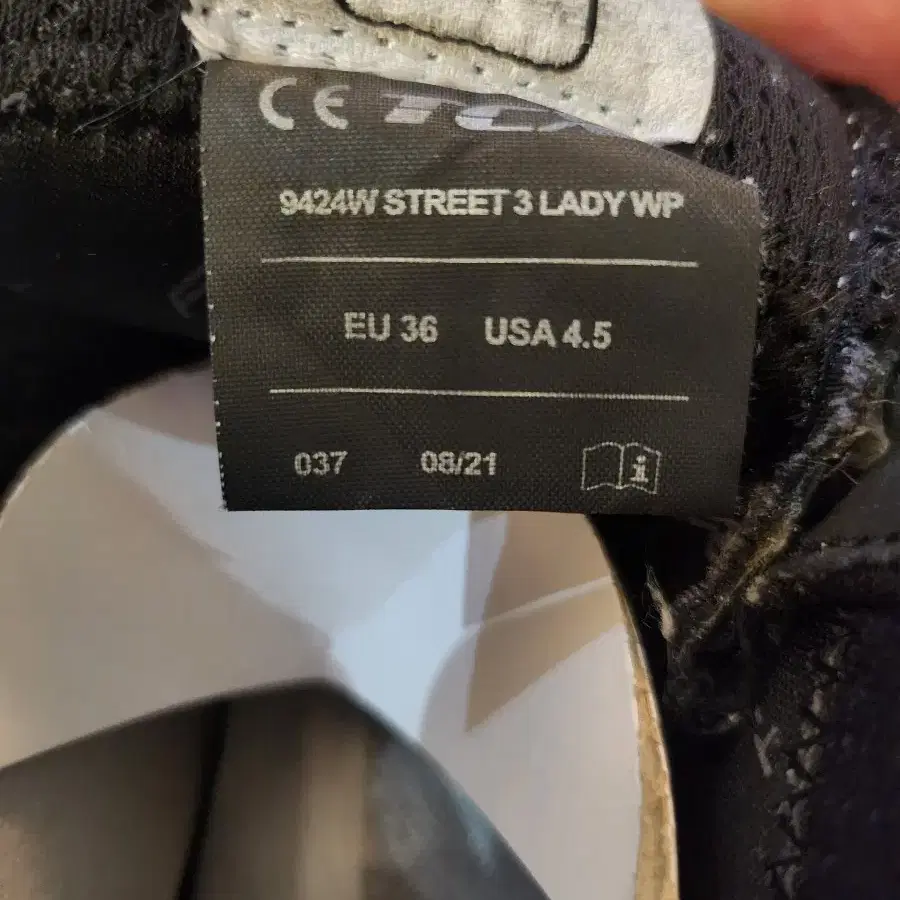 CE TCX
9424W STREET 3 LADY WP
EU 36 USA 4.5
037 08/21 i